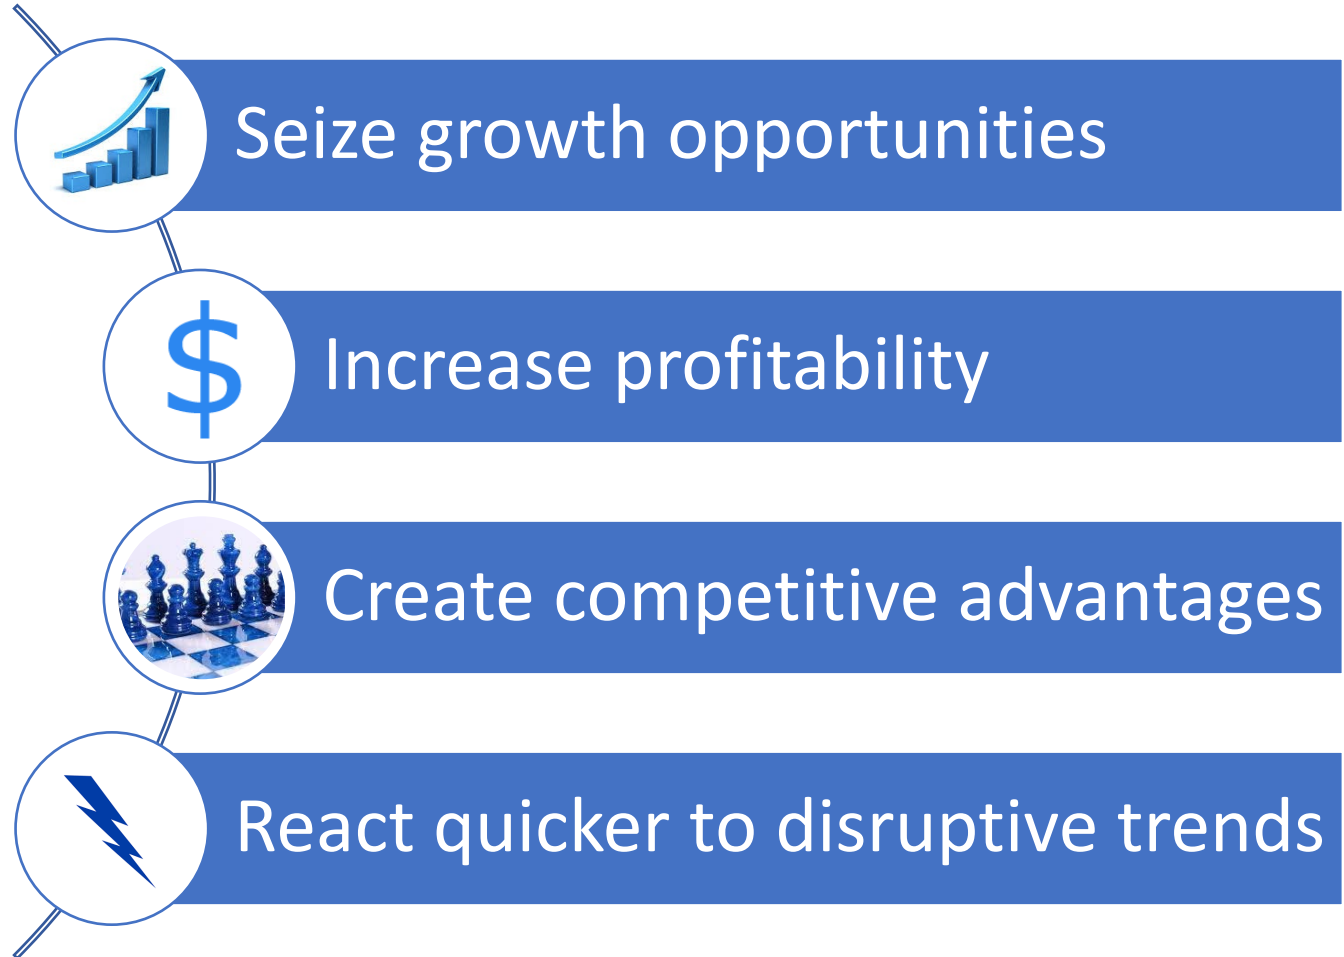 Seize growth opportunities
$
Increase profitability
Create competitive advantages
React quicker to disruptive trends